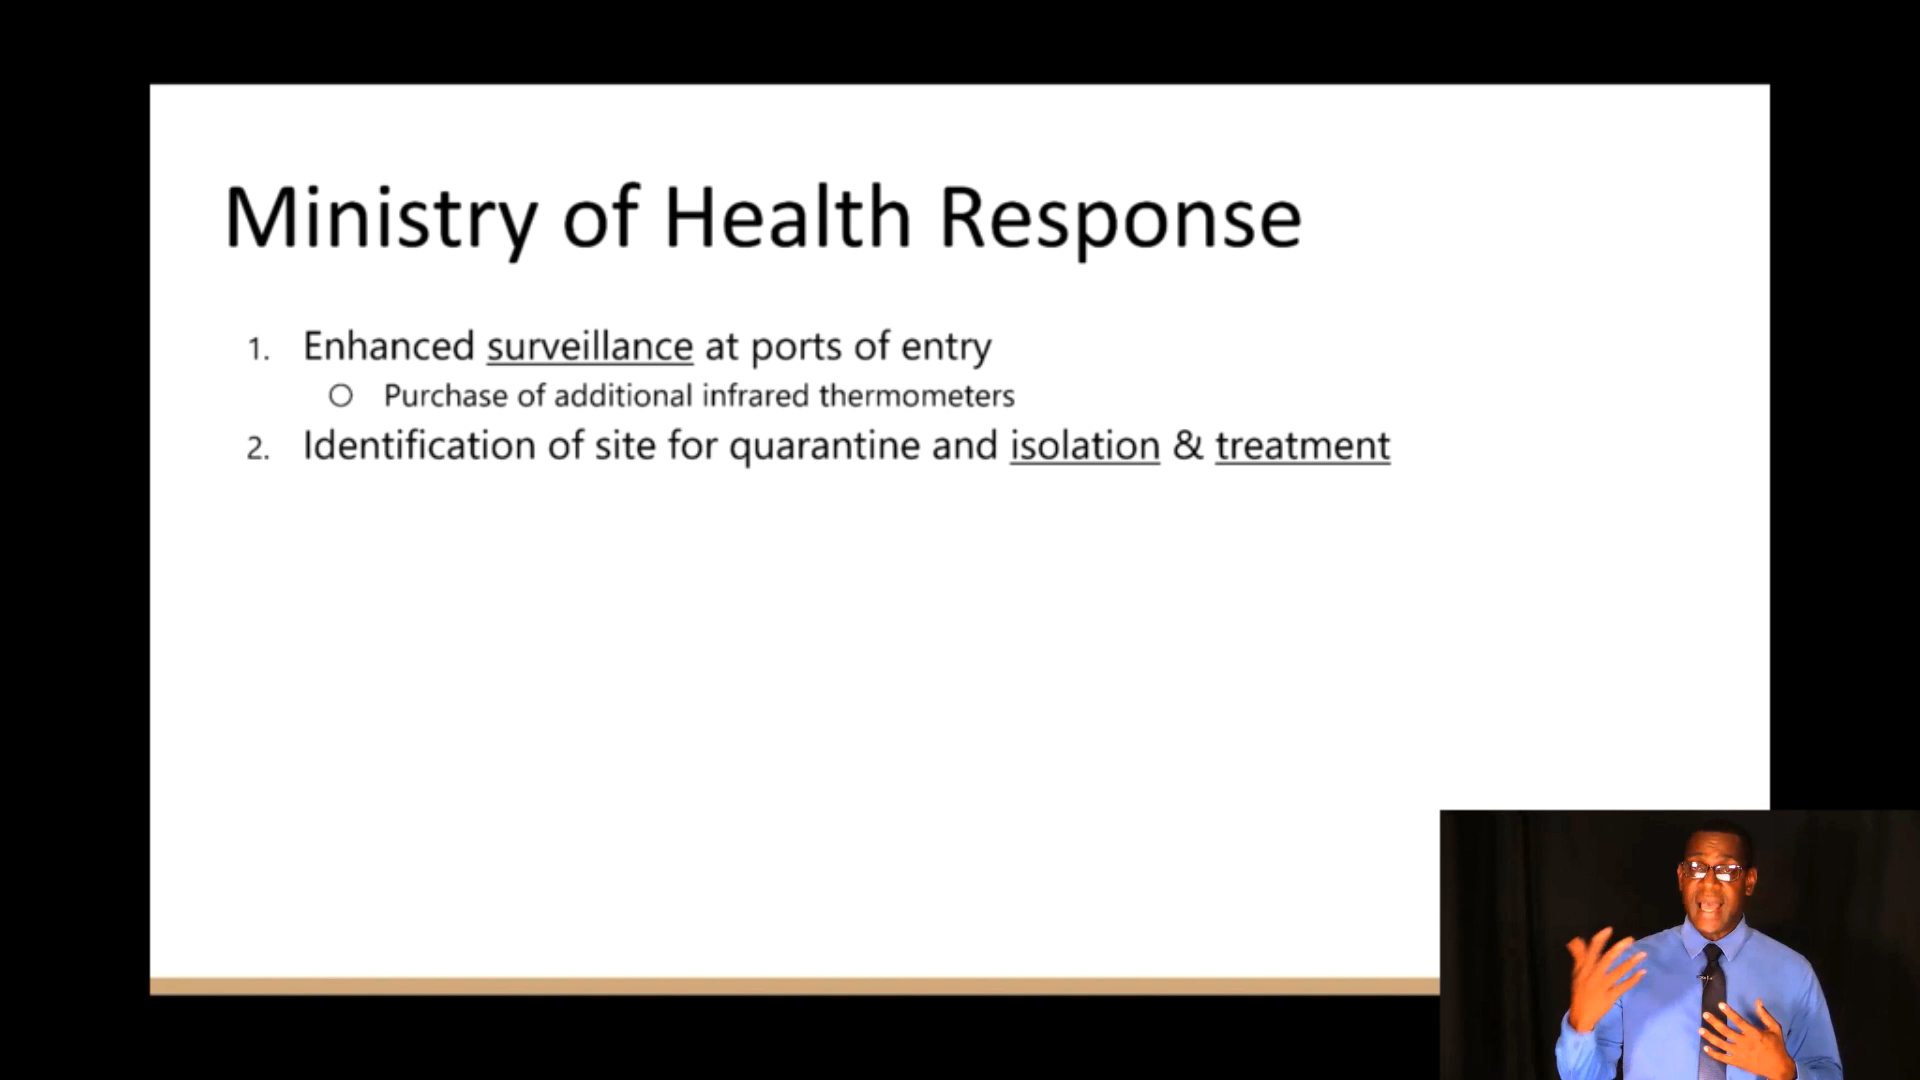 Ministry of Health Response
1. Enhanced surveillance at ports of entry
O Purchase of additional infrared thermometers
2. Identification of site for quarantine and isolation & treatment